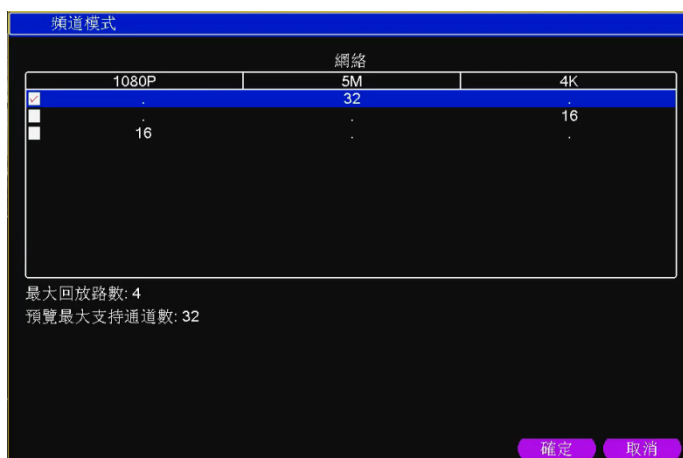 頻道模式
網絡
1080P 5M 4K
. 32 .
. . 16
16 . .
最大回放路數: 4
預覽最大支持通道數: 32
確定 取消